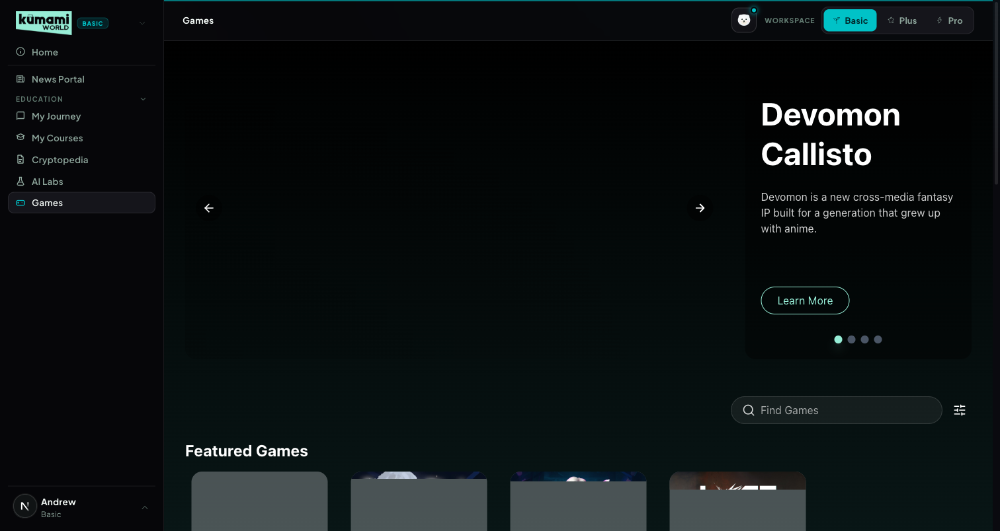 kumami
WORLD
BASIC
Home
News Portal
EDUCATION
My Journey
My Courses
Cryptopedia
AI Labs
Games
Andrew
Basic
Games
WORKSPACE
Basic
Plus
Pro
Devomon
Callisto
Devomon is a new cross-media fantasy
IP built for a generation that grew up
with anime.
Learn More
Find Games
Featured Games